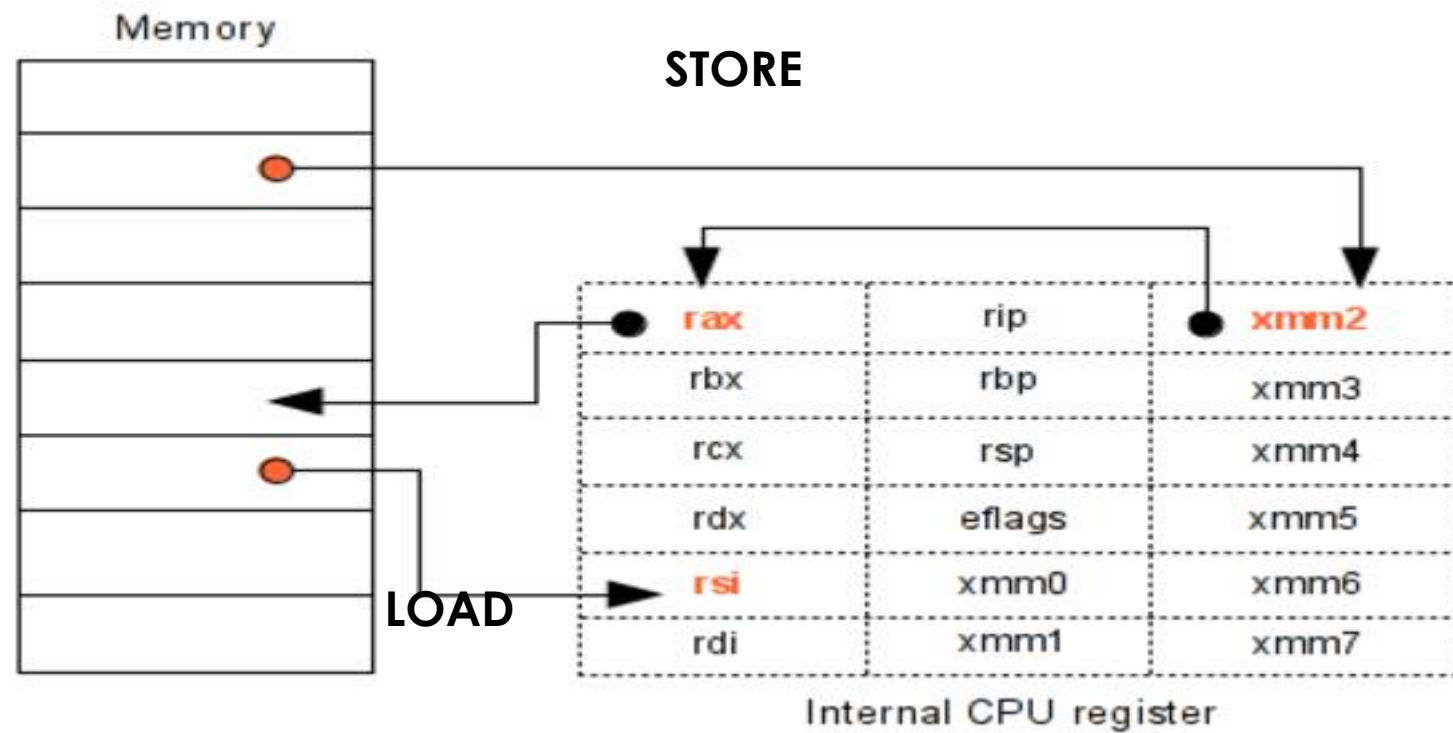 Memory
STORE
rax rip xmm2
rbx rbp xmm3
rcx rsp xmm4
rdx eflags xmm5
rsi xmm0 xmm6
LOAD
rdi xmm1 xmm7
Internal CPU register